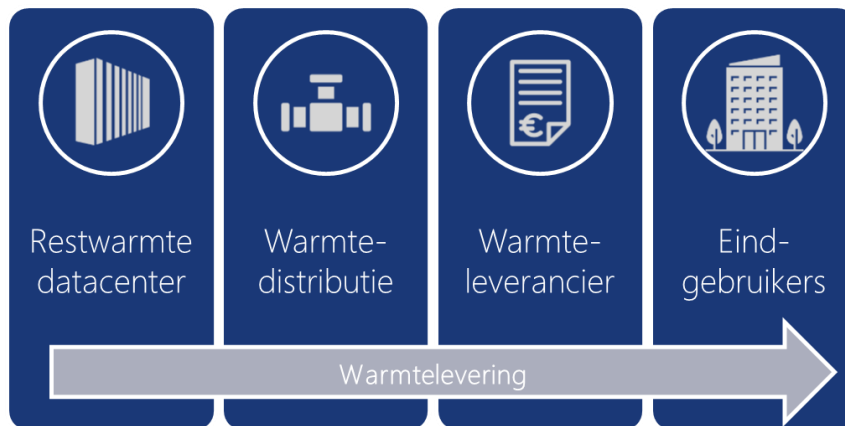 €
Restwarmte
datacenter
Warmte-
distributie
Warmte-
leverancier
Eind-
gebruikers
Warmtelevering